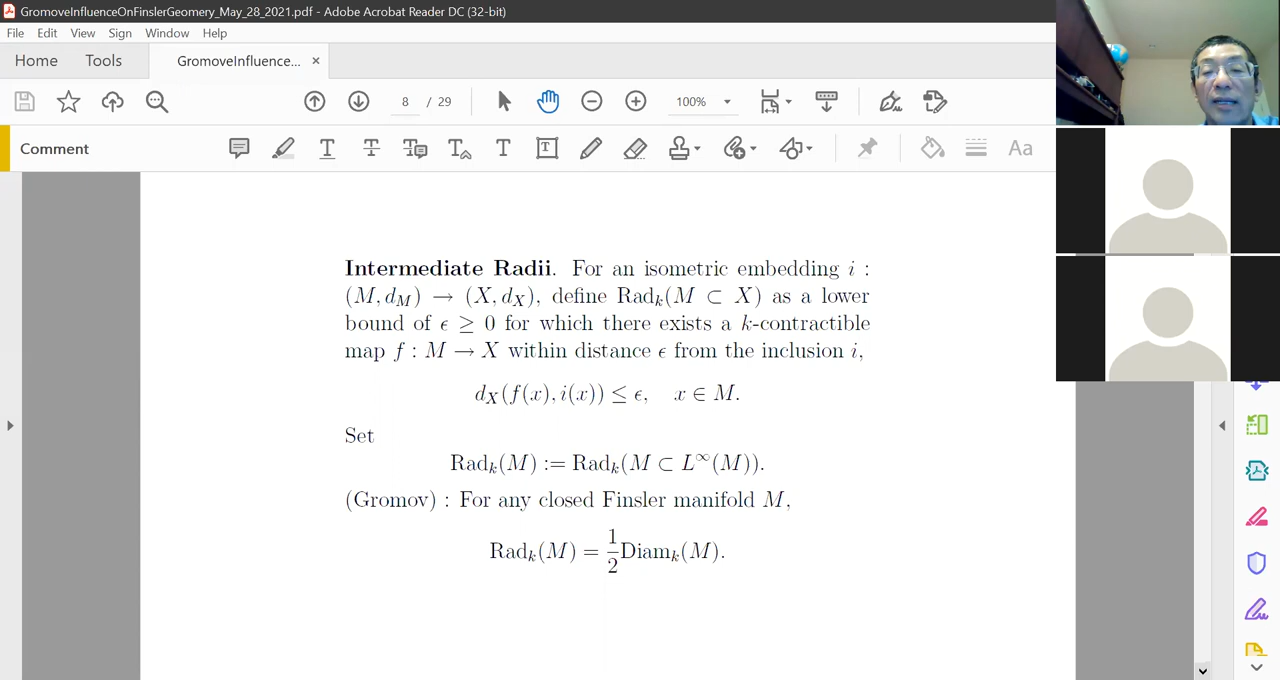 GromoveInfluenceOnFinslerGeomery_May_28_2021.pdf - Adobe Acrobat Reader DC (32-bit)
File Edit View Sign Window Help
Home Tools GromoveInfluence... ×
8 / 29 100%
Comment
Aa
Intermediate Radii. For an isometric embedding i :
(M, d_M) → (X, d_X), define Rad_k(M ⊂ X) as a lower
bound of ϵ ≥ 0 for which there exists a k-contractible
map f : M → X within distance ϵ from the inclusion i,
d_X(f(x), i(x)) ≤ ϵ, x ∈ M.
Set
Rad_k(M) := Rad_k(M ⊂ L^∞(M)).
(Gromov) : For any closed Finsler manifold M,
Rad_k(M) = 1/2 Diam_k(M).